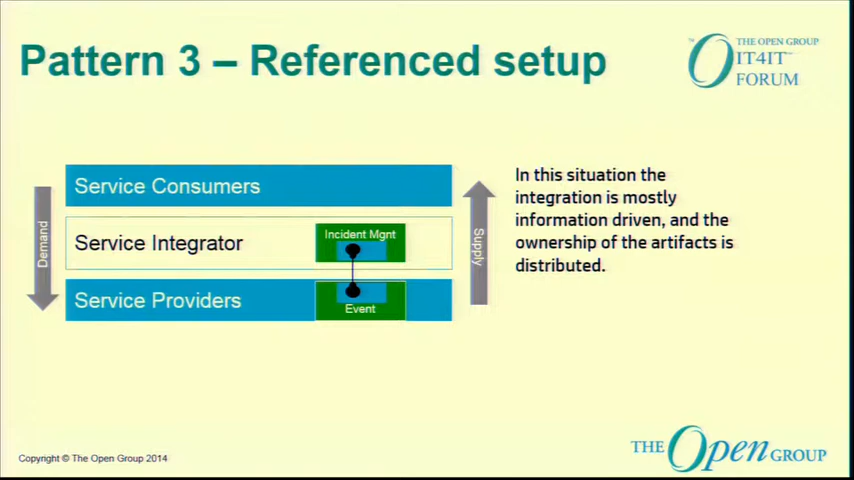 Pattern 3 – Referenced setup
™
THE OPEN GROUP
IT4IT™
FORUM
Service Consumers
Demand
Service Integrator
Incident Mgnt
Supply
Service Providers
Event
In this situation the
integration is mostly
information driven, and the
ownership of the artifacts is
distributed.
Copyright © The Open Group 2014
THE Open GROUP